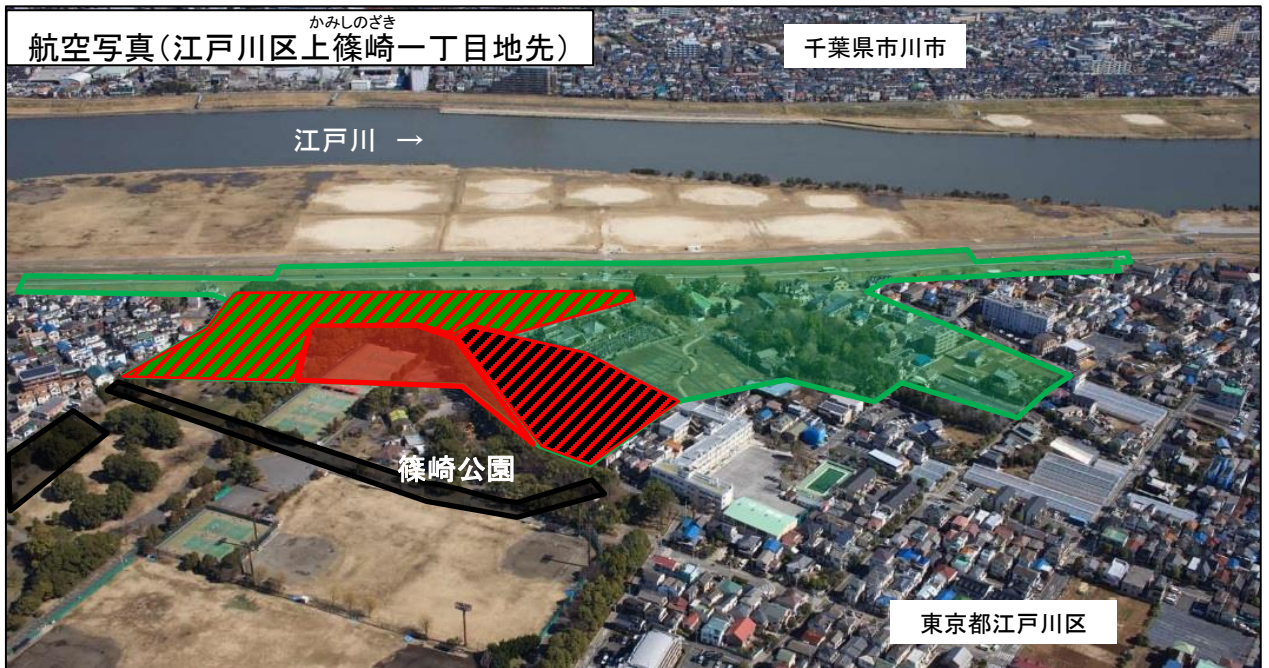 かみしのざき
航空写真(江戸川区上篠崎一丁目地先)
千葉県市川市
江戸川 →
篠崎公園
東京都江戸川区